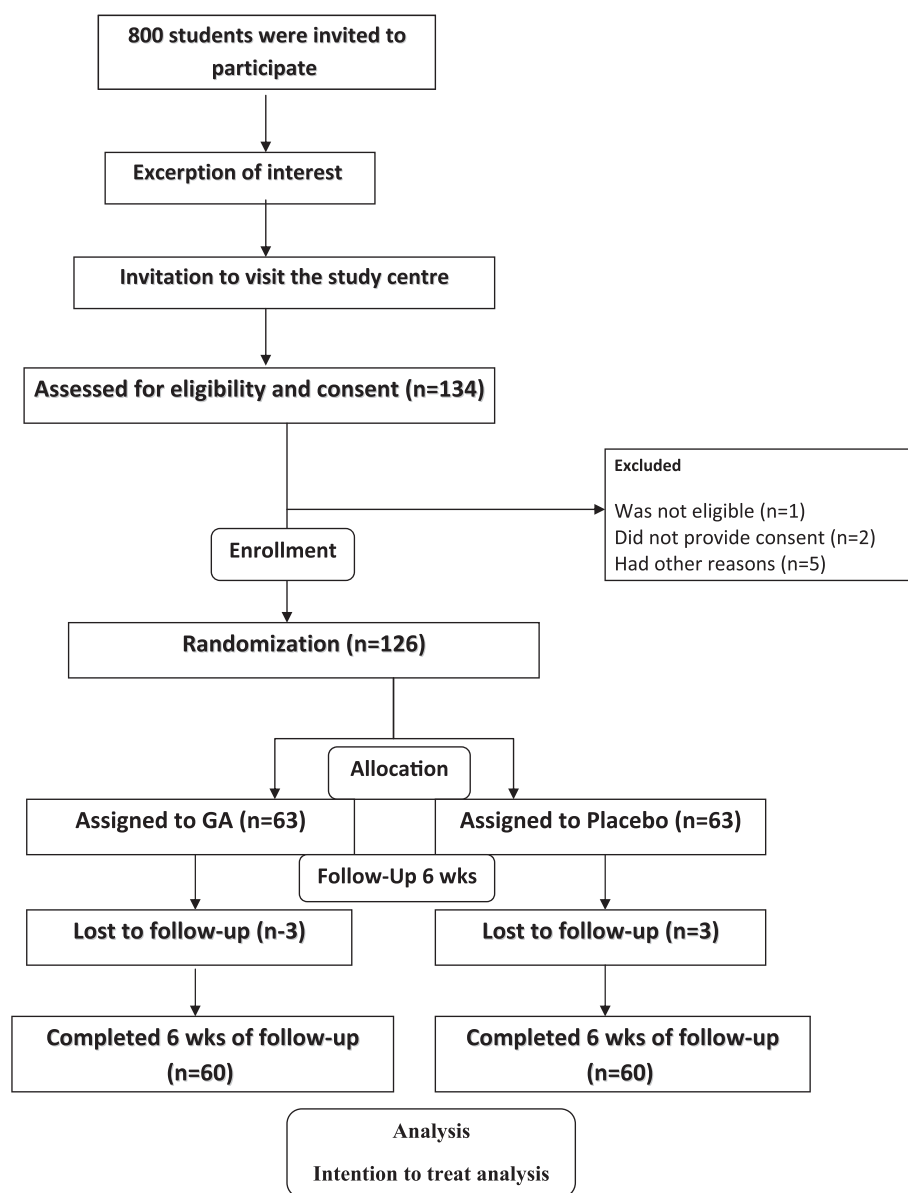 800 students were invited to
participate
Excerption of interest
Invitation to visit the study centre
Assessed for eligibility and consent (n=134)
Excluded
Was not eligible (n=1)
Did not provide consent (n=2)
Had other reasons (n=5)
Enrollment
Randomization (n=126)
Allocation
Assigned to GA (n=63)
Assigned to Placebo (n=63)
Follow-Up 6 wks
Lost to follow-up (n-3)
Lost to follow-up (n=3)
Completed 6 wks of follow-up
(n=60)
Completed 6 wks of follow-up
(n=60)
Analysis
Intention to treat analysis